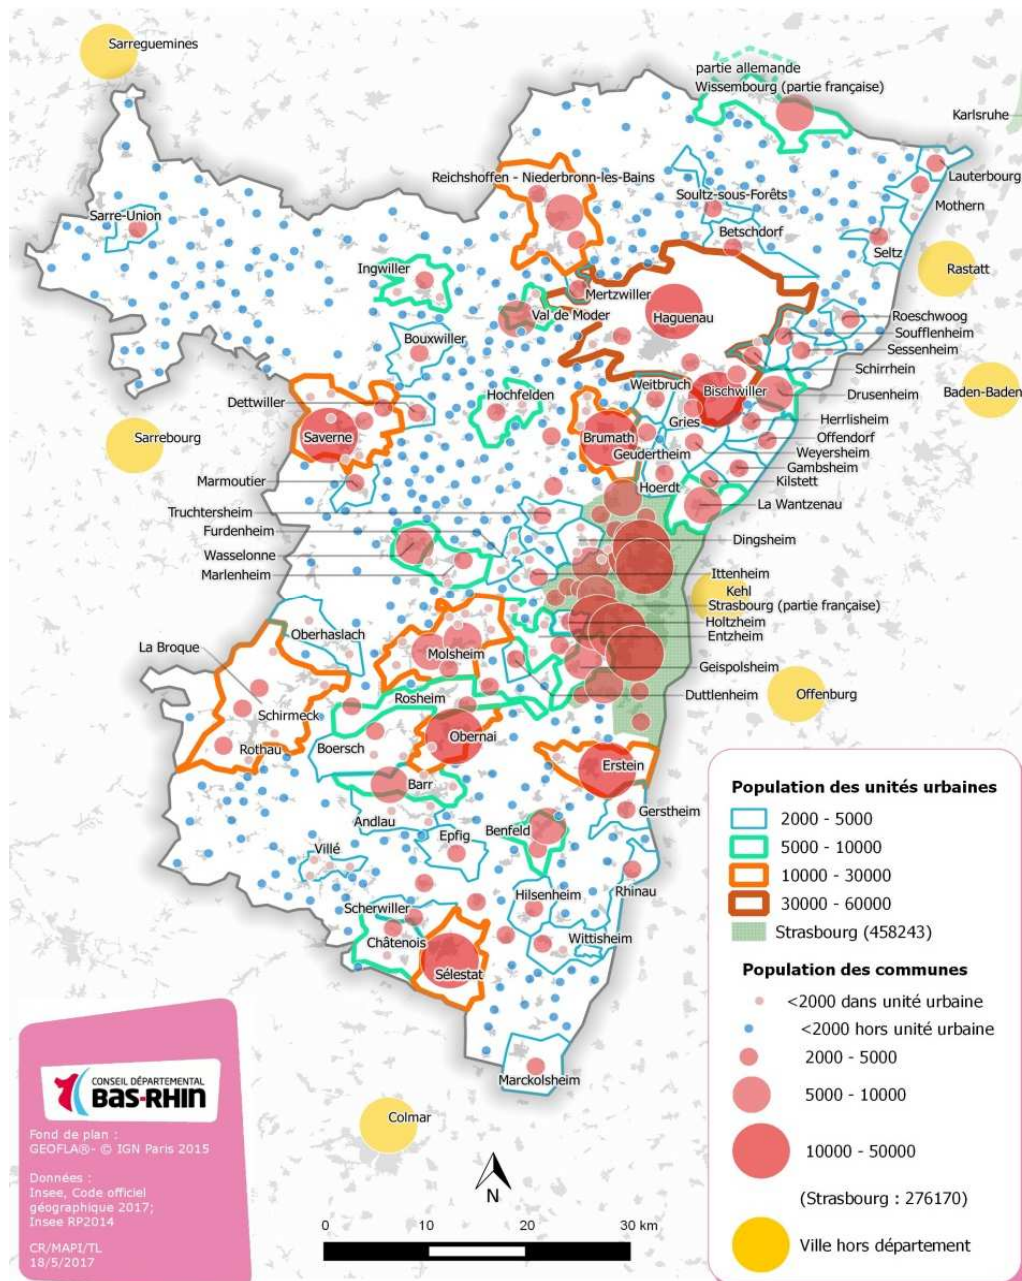 Sarreguemines
partie allemande
Wissembourg (partie française)
Karlsruhe
Lauterbourg
Reichshoffen - Niederbronn-les-Bains
Soultz-sous-Forêts
Mothern
Sarre-Union
Betschdorf
Seltz
Ingwiller
Rastatt
Mertzwiller
Val de Moder
Haguenau
Roeschwoog
Soufflenheim
Bouxwiller
Sessenheim
Schirrhein
Weitbruch
Bischwiller
Baden-Baden
Hochfelden
Drusenheim
Dettwiller
Gries
Herrlisheim
Sarrebourg
Saverne
Brumath
Offendorf
Geudertheim
Weyersheim
Gambsheim
Marmoutier
Hoerdt
Kilstett
La Wantzenau
Truchtersheim
Furdenheim
Dingsheim
Wasselonne
Marlenheim
Ittenheim
Kehl
Strasbourg (partie française)
Oberhaslach
Holtzheim
Entzheim
La Broque
Molsheim
Geispolsheim
Rosheim
Duttlenheim
Offenburg
Schirmeck
Obernai
Rothau
Boersch
Erstein
Barr
Andlau
Gerstheim
Benfeld
Epfig
Villé
Rhinau
Hilsenheim
Scherwiller
Châtenois
Wittisheim
Sélestat
Marckolsheim
Colmar
Population des unités urbaines
2000 - 5000
5000 - 10000
10000 - 30000
30000 - 60000
Strasbourg (458243)
Population des communes
<2000 dans unité urbaine
<2000 hors unité urbaine
2000 - 5000
5000 - 10000
10000 - 50000
(Strasbourg : 276170)
Ville hors département
CONSEIL DÉPARTEMENTAL
BAS-RHIN
Fond de plan :
GEOFLA®- © IGN Paris 2015
Données :
Insee, Code officiel
géographique 2017;
Insee RP2014
CR/MAPI/TL
18/5/2017
N
0 10 20 30 km